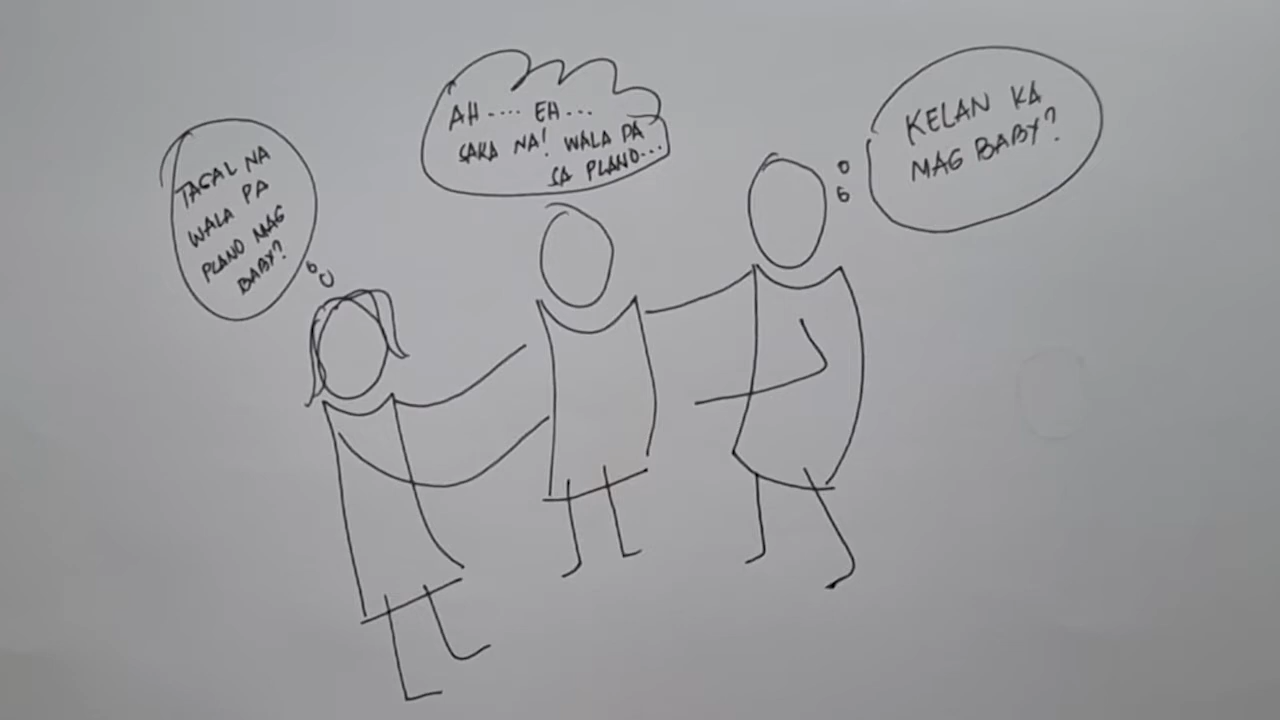 TAGAL NA
WALA PA
PLANO MAG
BABY?
AH.... EH...
SAKA NA! WALA PA
SA PLANO...
KELAN KA
MAG BABY?